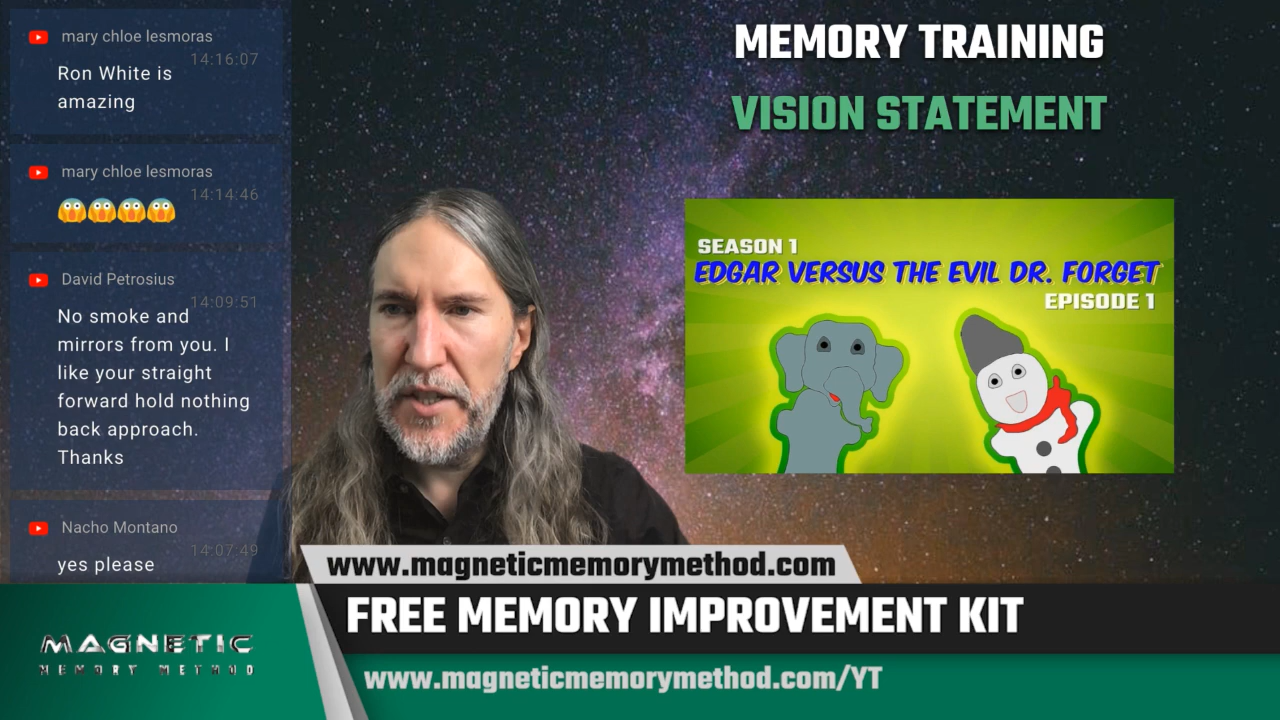 mary chloe lesmoras
14:16:07
Ron White is
amazing
mary chloe lesmoras
14:14:46
😱😱😱😱
David Petrosius
14:09:51
No smoke and
mirrors from you. I
like your straight
forward hold nothing
back approach.
Thanks
Nacho Montano
14:07:49
yes please
MEMORY TRAINING
VISION STATEMENT
SEASON 1
EDGAR VERSUS THE EVIL DR. FORGET
EPISODE 1
www.magneticmemorymethod.com
FREE MEMORY IMPROVEMENT KIT
www.magneticmemorymethod.com/YT
MAGNETIC
MEMORY METHOD